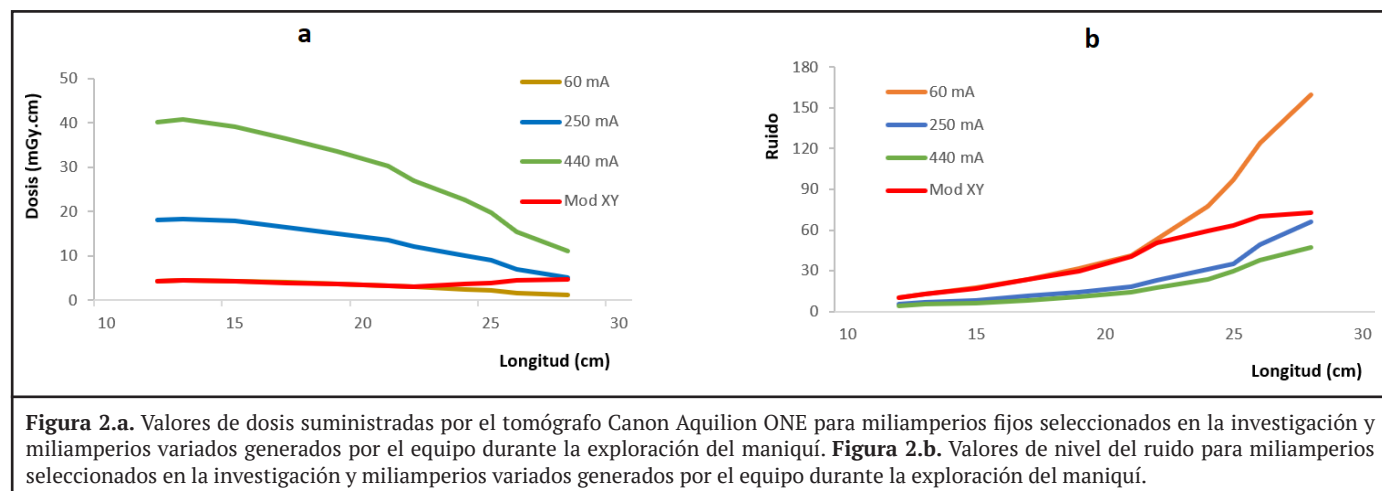 a
50
40
30
20
10
0
Dosis (mGy.cm)
60 mA
250 mA
440 mA
Mod XY
10 15 20 25 30
Longitud (cm)
b
180
150
120
90
60
30
0
Ruido
60 mA
250 mA
440 mA
Mod XY
10 15 20 25 30
Longitud (cm)
Figura 2.a. Valores de dosis suministradas por el tomógrafo Canon Aquilion ONE para miliamperios fijos seleccionados en la investigación y
miliamperios variados generados por el equipo durante la exploración del maniquí. Figura 2.b. Valores de nivel del ruido para miliamperios
seleccionados en la investigación y miliamperios variados generados por el equipo durante la exploración del maniquí.